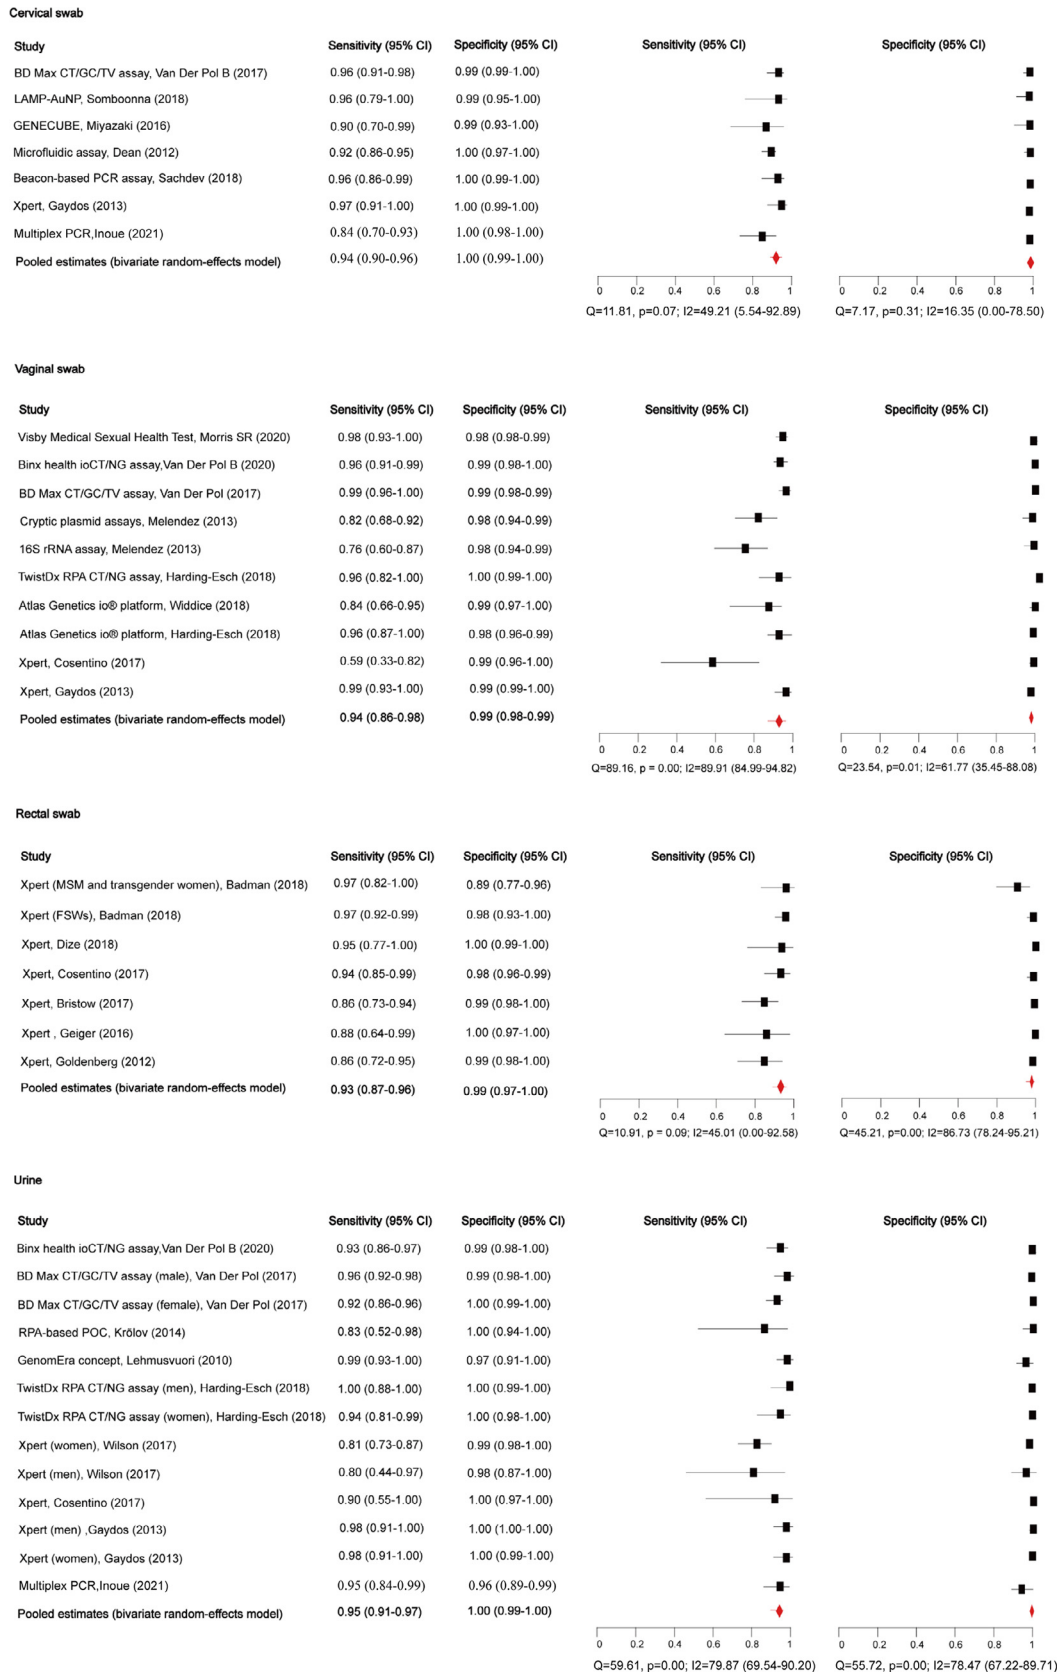 Cervical swab
Study Sensitivity (95% CI) Specificity (95% CI) Sensitivity (95% CI) Specificity (95% CI)
BD Max CT/GC/TV assay, Van Der Pol B (2017) 0.96 (0.91-0.98) 0.99 (0.99-1.00)
LAMP-AuNP, Somboonna (2018) 0.96 (0.79-1.00) 0.99 (0.95-1.00)
GENECUBE, Miyazaki (2016) 0.90 (0.70-0.99) 0.99 (0.93-1.00)
Microfluidic assay, Dean (2012) 0.92 (0.86-0.95) 1.00 (0.97-1.00)
Beacon-based PCR assay, Sachdev (2018) 0.96 (0.86-0.99) 1.00 (0.99-1.00)
Xpert, Gaydos (2013) 0.97 (0.91-1.00) 1.00 (0.99-1.00)
Multiplex PCR,Inoue (2021) 0.84 (0.70-0.93) 1.00 (0.98-1.00)
Pooled estimates (bivariate random-effects model) 0.94 (0.90-0.96) 1.00 (0.99-1.00)
0 0.2 0.4 0.6 0.8 1 0 0.2 0.4 0.6 0.8 1
Q=11.81, p=0.07; I2=49.21 (5.54-92.89) Q=7.17, p=0.31; I2=16.35 (0.00-78.50)
Vaginal swab
Study Sensitivity (95% CI) Specificity (95% CI) Sensitivity (95% CI) Specificity (95% CI)
Visby Medical Sexual Health Test, Morris SR (2020) 0.98 (0.93-1.00) 0.98 (0.98-0.99)
Binx health ioCT/NG assay,Van Der Pol B (2020) 0.96 (0.91-0.99) 0.99 (0.98-1.00)
BD Max CT/GC/TV assay, Van Der Pol (2017) 0.99 (0.96-1.00) 0.99 (0.98-0.99)
Cryptic plasmid assays, Melendez (2013) 0.82 (0.68-0.92) 0.98 (0.94-0.99)
16S rRNA assay, Melendez (2013) 0.76 (0.60-0.87) 0.98 (0.94-0.99)
TwistDx RPA CT/NG assay, Harding-Esch (2018) 0.96 (0.82-1.00) 1.00 (0.99-1.00)
Atlas Genetics io® platform, Widdice (2018) 0.84 (0.66-0.95) 0.99 (0.97-1.00)
Atlas Genetics io® platform, Harding-Esch (2018) 0.96 (0.87-1.00) 0.98 (0.96-0.99)
Xpert, Cosentino (2017) 0.59 (0.33-0.82) 0.99 (0.96-1.00)
Xpert, Gaydos (2013) 0.99 (0.93-1.00) 0.99 (0.99-1.00)
Pooled estimates (bivariate random-effects model) 0.94 (0.86-0.98) 0.99 (0.98-0.99)
0 0.2 0.4 0.6 0.8 1 0 0.2 0.4 0.6 0.8 1
Q=89.16, p = 0.00; I2=89.91 (84.99-94.82) Q=23.54, p=0.01; I2=61.77 (35.45-88.08)
Rectal swab
Study Sensitivity (95% CI) Specificity (95% CI) Sensitivity (95% CI) Specificity (95% CI)
Xpert (MSM and transgender women), Badman (2018) 0.97 (0.82-1.00) 0.89 (0.77-0.96)
Xpert (FSWs), Badman (2018) 0.97 (0.92-0.99) 0.98 (0.93-1.00)
Xpert, Dize (2018) 0.95 (0.77-1.00) 1.00 (0.99-1.00)
Xpert, Cosentino (2017) 0.94 (0.85-0.99) 0.98 (0.96-0.99)
Xpert, Bristow (2017) 0.86 (0.73-0.94) 0.99 (0.98-1.00)
Xpert , Geiger (2016) 0.88 (0.64-0.99) 1.00 (0.97-1.00)
Xpert, Goldenberg (2012) 0.86 (0.72-0.95) 0.99 (0.98-1.00)
Pooled estimates (bivariate random-effects model) 0.93 (0.87-0.96) 0.99 (0.97-1.00)
0 0.2 0.4 0.6 0.8 1 0 0.2 0.4 0.6 0.8 1
Q=10.91, p = 0.09; I2=45.01 (0.00-92.58) Q=45.21, p=0.00; I2=86.73 (78.24-95.21)
Urine
Study Sensitivity (95% CI) Specificity (95% CI) Sensitivity (95% CI) Specificity (95% CI)
Binx health ioCT/NG assay,Van Der Pol B (2020) 0.93 (0.86-0.97) 0.99 (0.98-1.00)
BD Max CT/GC/TV assay (male), Van Der Pol (2017) 0.96 (0.92-0.98) 0.99 (0.98-1.00)
BD Max CT/GC/TV assay (female), Van Der Pol (2017) 0.92 (0.86-0.96) 1.00 (0.99-1.00)
RPA-based POC, Krõlov (2014) 0.83 (0.52-0.98) 1.00 (0.94-1.00)
GenomEra concept, Lehmusvuori (2010) 0.99 (0.93-1.00) 0.97 (0.91-1.00)
TwistDx RPA CT/NG assay (men), Harding-Esch (2018) 1.00 (0.88-1.00) 1.00 (0.99-1.00)
TwistDx RPA CT/NG assay (women), Harding-Esch (2018) 0.94 (0.81-0.99) 1.00 (0.98-1.00)
Xpert (women), Wilson (2017) 0.81 (0.73-0.87) 0.99 (0.98-1.00)
Xpert (men), Wilson (2017) 0.80 (0.44-0.97) 0.98 (0.87-1.00)
Xpert, Cosentino (2017) 0.90 (0.55-1.00) 1.00 (0.97-1.00)
Xpert (men) ,Gaydos (2013) 0.98 (0.91-1.00) 1.00 (1.00-1.00)
Xpert (women), Gaydos (2013) 0.98 (0.91-1.00) 1.00 (0.99-1.00)
Multiplex PCR,Inoue (2021) 0.95 (0.84-0.99) 0.96 (0.89-0.99)
Pooled estimates (bivariate random-effects model) 0.95 (0.91-0.97) 1.00 (0.99-1.00)
0 0.2 0.4 0.6 0.8 1 0 0.2 0.4 0.6 0.8 1
Q=59.61, p=0.00; I2=79.87 (69.54-90.20) Q=55.72, p=0.00; I2=78.47 (67.22-89.71)